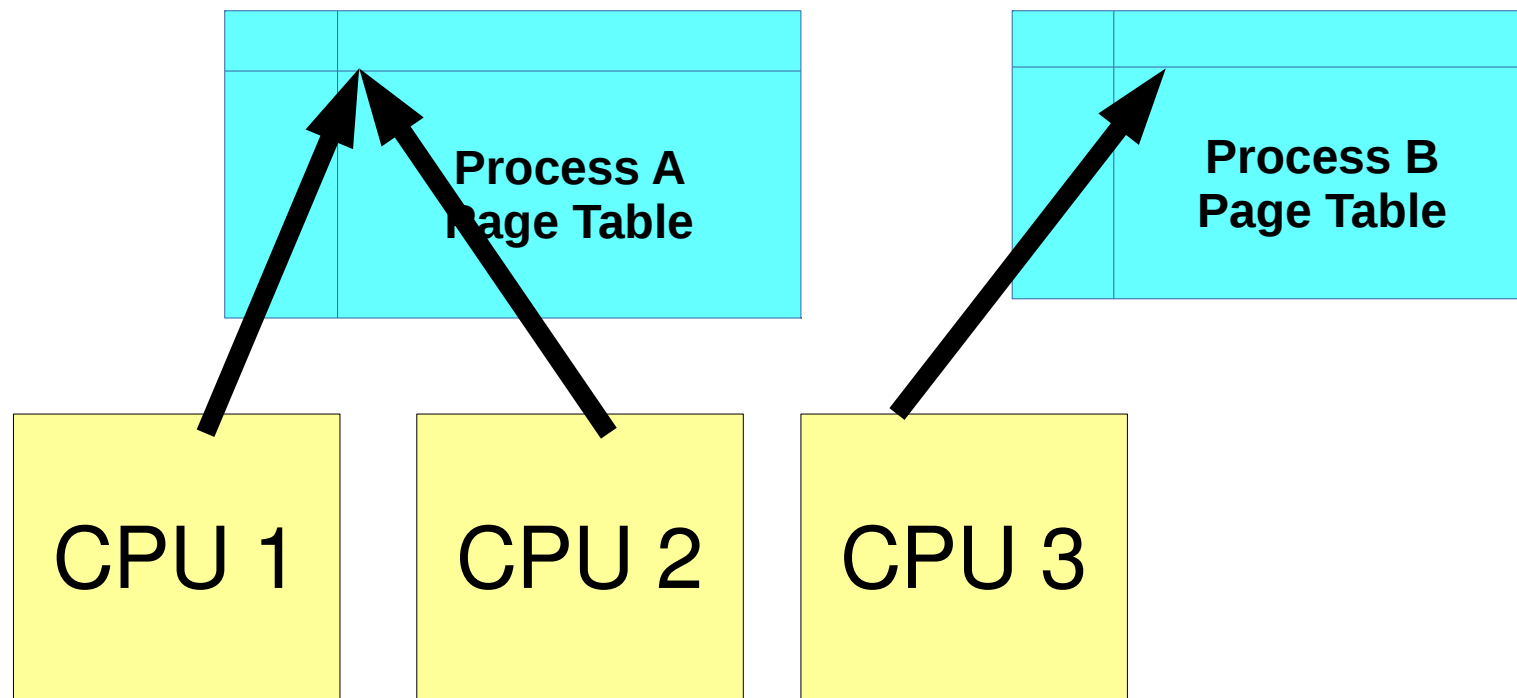 Process A
Page Table
Process B
Page Table
CPU 1
CPU 2
CPU 3